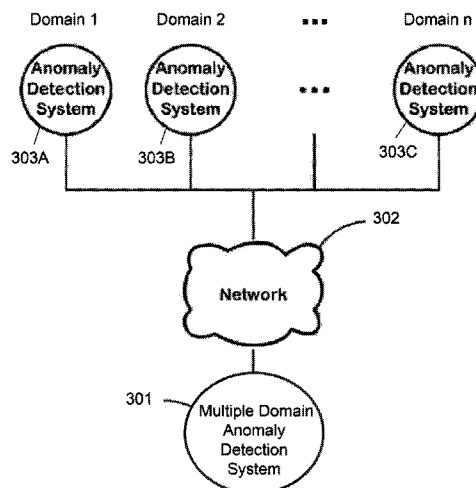 Domain 1 Domain 2 ▪▪▪ Domain n
Anomaly
Detection
System
Anomaly
Detection
System
▪▪▪
Anomaly
Detection
System
303A
303B
303C
302
Network
301
Multiple Domain
Anomaly
Detection
System